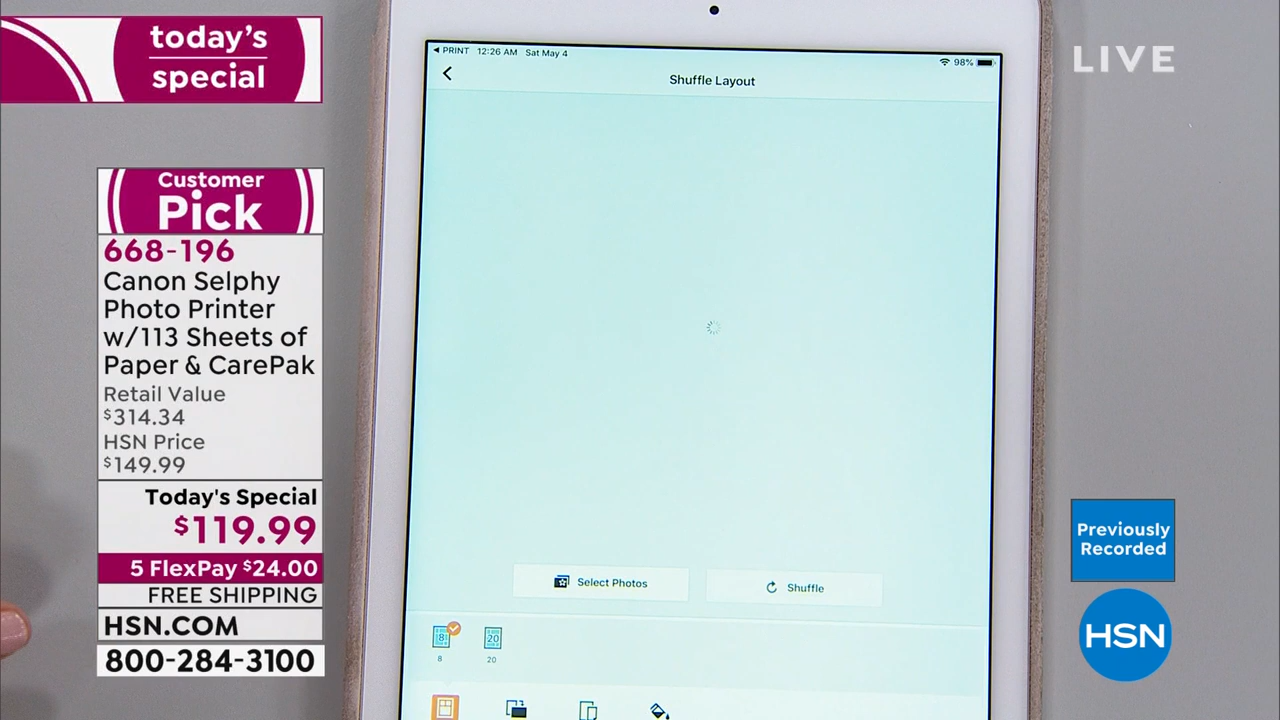 today's
special
Customer
Pick
668-196
Canon Selphy
Photo Printer
w/113 Sheets of
Paper & CarePak
Retail Value
$314.34
HSN Price
$149.99
Today's Special
$119.99
5 FlexPay $24.00
FREE SHIPPING
HSN.COM
800-284-3100
PRINT 12:26 AM Sat May 4
98%
Shuffle Layout
Select Photos
Shuffle
8
20
8
20
LIVE
Previously
Recorded
HSN